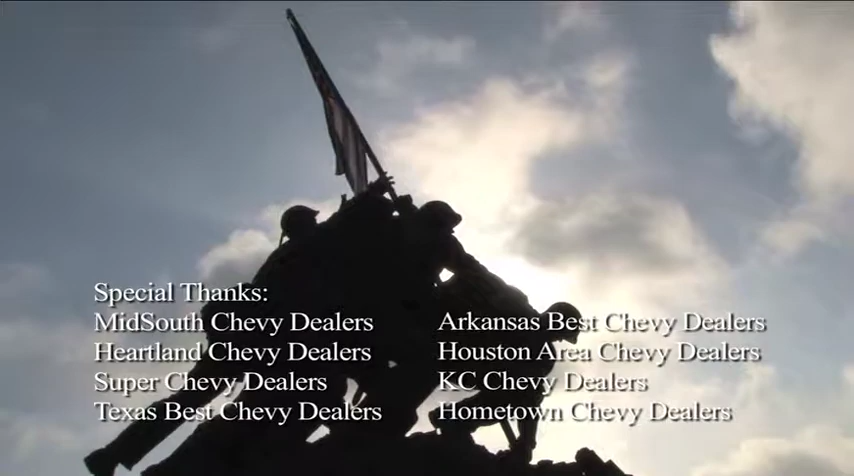 Special Thanks:
MidSouth Chevy Dealers
Heartland Chevy Dealers
Super Chevy Dealers
Texas Best Chevy Dealers
Arkansas Best Chevy Dealers
Houston Area Chevy Dealers
KC Chevy Dealers
Hometown Chevy Dealers